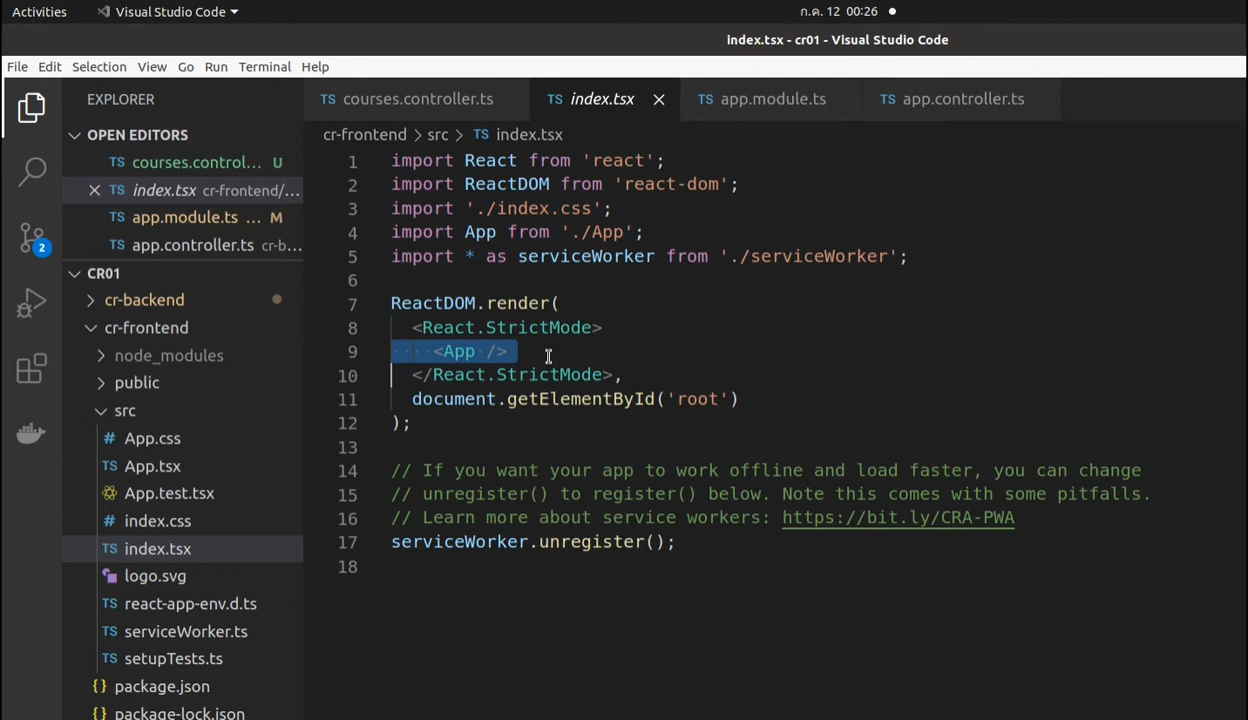 Activities
Visual Studio Code
ก.ค. 12 00:26
index.tsx - cr01 - Visual Studio Code
File Edit Selection View Go Run Terminal Help
EXPLORER
OPEN EDITORS
courses.control... U
index.tsx cr-frontend/...
app.module.ts ... M
app.controller.ts cr-b...
CR01
cr-backend
cr-frontend
node_modules
public
src
App.css
App.tsx
App.test.tsx
index.css
index.tsx
logo.svg
react-app-env.d.ts
serviceWorker.ts
setupTests.ts
package.json
package-lock.json
2
courses.controller.ts index.tsx app.module.ts app.controller.ts
cr-frontend > src > TS index.tsx
1 import React from 'react';
2 import ReactDOM from 'react-dom';
3 import './index.css';
4 import App from './App';
5 import * as serviceWorker from './serviceWorker';
6
7 ReactDOM.render(
8 <React.StrictMode>
9 <App />
10 </React.StrictMode>,
11 document.getElementById('root')
12 );
13
14 // If you want your app to work offline and load faster, you can change
15 // unregister() to register() below. Note this comes with some pitfalls.
16 // Learn more about service workers: https://bit.ly/CRA-PWA
17 serviceWorker.unregister();
18